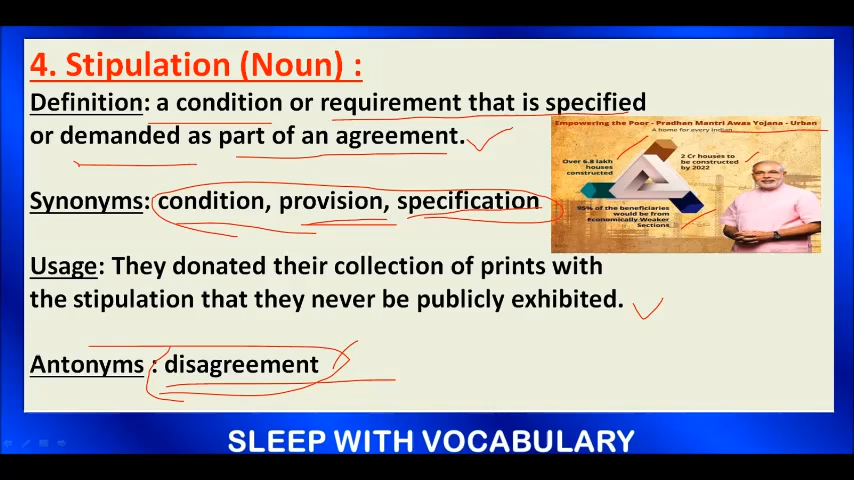 4. Stipulation (Noun) :
Definition: a condition or requirement that is specified
or demanded as part of an agreement.
Empowering the Poor - Pradhan Mantri Awas Yojana - Urban
A home for every Indian
Over 6.8 lakh
houses
constructed
2 Cr houses to
be constructed
by 2022
95% of the beneficiaries
would be from
Economically Weaker
Sections
Synonyms: condition, provision, specification
Usage: They donated their collection of prints with
the stipulation that they never be publicly exhibited.
Antonyms : disagreement
SLEEP WITH VOCABULARY